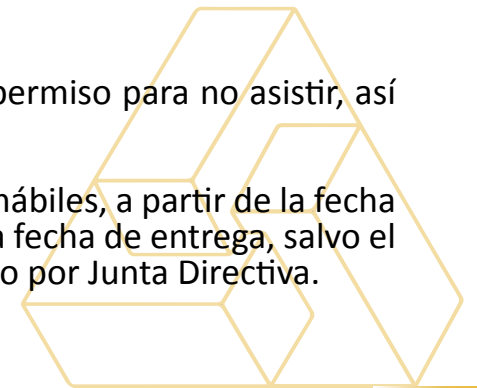 permiso para no asistir, así
hábiles, a partir de la fecha
fecha de entrega, salvo el
por Junta Directiva.